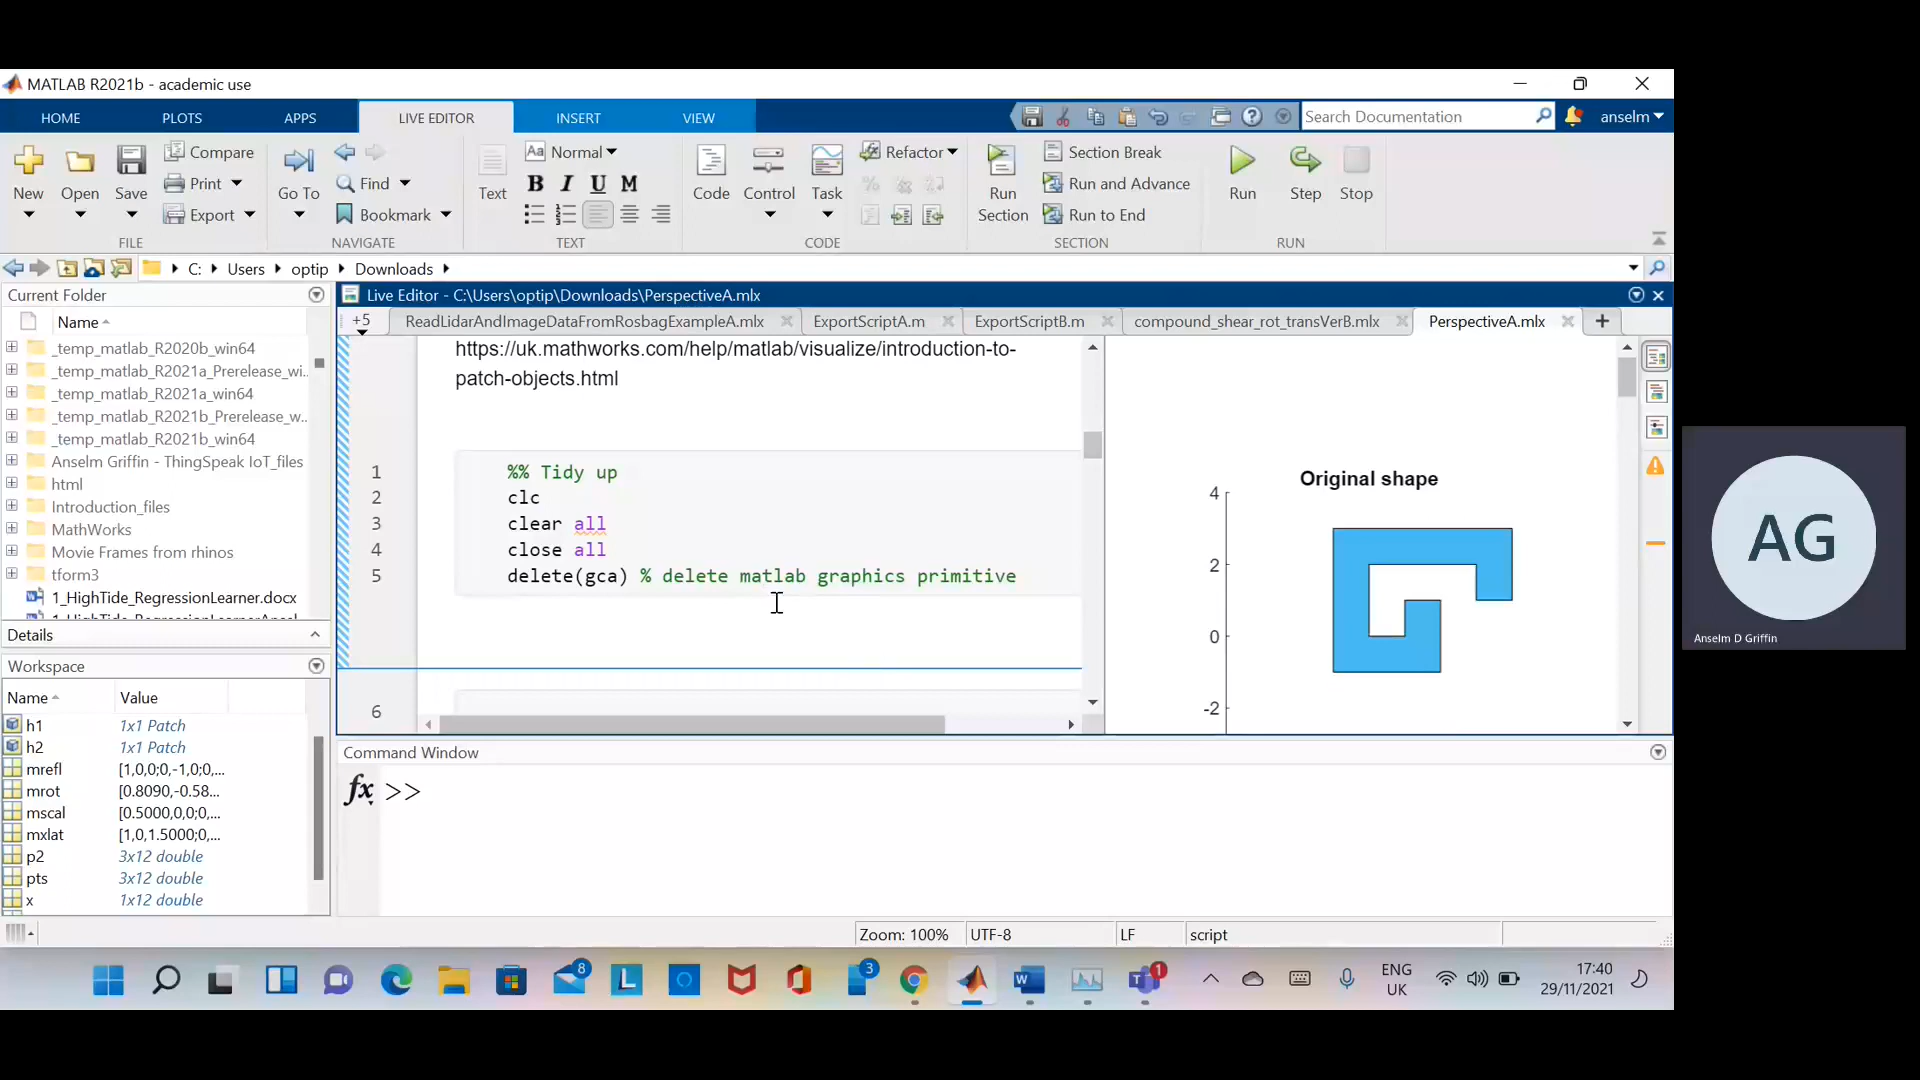 MATLAB R2021b - academic use
HOME PLOTS APPS LIVE EDITOR INSERT VIEW
Search Documentation
anselm
New
Open
Save
Compare
Print
Export
FILE
Go To
Find
Bookmark
NAVIGATE
Text
Aa Normal
B I U M
TEXT
Code
Control
Task
Refactor
CODE
Run
Section
Section Break
Run and Advance
Run to End
SECTION
Run
Step
Stop
RUN
C: Users optip Downloads
Current Folder
Name
_temp_matlab_R2020b_win64
_temp_matlab_R2021a_Prerelease_wi...
_temp_matlab_R2021a_win64
_temp_matlab_R2021b_Prerelease_w...
_temp_matlab_R2021b_win64
Anselm Griffin - ThingSpeak IoT_files
html
Introduction_files
MathWorks
Movie Frames from rhinos
tform3
1_HighTide_RegressionLearner.docx
Details
Workspace
Name Value
h1 1x1 Patch
h2 1x1 Patch
mrefl [1,0,0;0,-1,0;0,...
mrot [0.8090,-0.58...
mscal [0.5000,0,0;0,...
mxlat [1,0,1.5000;0,...
p2 3x12 double
pts 3x12 double
x 1x12 double
Live Editor - C:\Users\optip\Downloads\PerspectiveA.mlx
+5 ReadLidarAndImageDataFromRosbagExampleA.mlx ExportScriptA.m ExportScriptB.m compound_shear_rot_transVerB.mlx PerspectiveA.mlx
https://uk.mathworks.com/help/matlab/visualize/introduction-to-
patch-objects.html
1 %% Tidy up
2 clc
3 clear all
4 close all
5 delete(gca) % delete matlab graphics primitive
6
Original shape
4
2
0
-2
Command Window
fx >>
Zoom: 100% UTF-8 LF script
8
3
1
ENG
UK
17:40
29/11/2021
AG
Anselm D Griffin